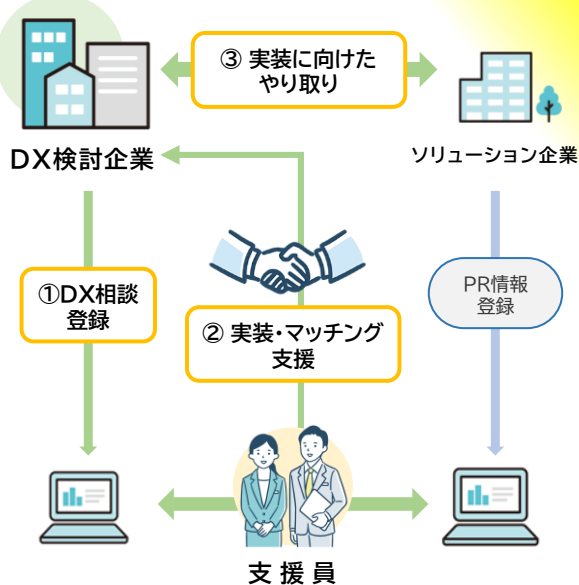 ③ 実装に向けた
やり取り
DX検討企業
ソリューション企業
①DX相談
登録
② 実装・マッチング
支援
PR情報
登録
支援員